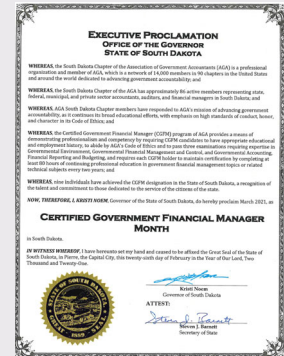 EXECUTIVE PROCLAMATION
OFFICE OF THE GOVERNOR
STATE OF SOUTH DAKOTA
WHEREAS, the South Dakota Chapter of the Association of Government Accountants (AGA) is a professional
organization and member of AGA, which is a network of 14,000 members in 90 chapters in the United States
and around the world dedicated to advancing government accountability; and
WHEREAS, the South Dakota Chapter of the AGA has approximately 86 active members representing state,
federal, municipal, and private sector accountants, auditors, and financial managers in South Dakota; and
WHEREAS, AGA South Dakota Chapter members have responded to AGA's mission of advancing government
accountability, as it continues its broad educational efforts, with emphasis on high standards of conduct, honor,
and character in its Code of Ethics; and
WHEREAS, the Certified Government Financial Manager (CGFM) program of AGA provides a means of
demonstrating professionalism and competency by requiring CGFM candidates to have appropriate educational
and employment history, to abide by AGA's Code of Ethics and to pass three examinations requiring expertise in
Governmental Environment, Governmental Financial Management and Control, and Governmental Accounting,
Financial Reporting and Budgeting, and requires each CGFM holder to maintain certification by completing at
least 80 hours of continuing professional education in government financial management topics or related
technical subjects every two years; and
WHEREAS, nine individuals have achieved the CGFM designation in the State of South Dakota, a recognition of
the talent and commitment to those dedicated to the service of the citizens of the state.
NOW, THEREFORE, I, KRISTI NOEM, Governor of the State of South Dakota, do hereby proclaim March 2021, as
CERTIFIED GOVERNMENT FINANCIAL MANAGER
MONTH
in South Dakota.
IN WITNESS WHEREOF, I have hereunto set my hand and caused to be affixed the Great Seal of the State of
South Dakota, in Pierre, the Capital City, this twenty-sixth day of February in the Year of Our Lord, Two
Thousand and Twenty-One.
Kristi Noem
Governor of South Dakota
ATTEST:
Steven J. Barnett
Steven J. Barnett
Secretary of State